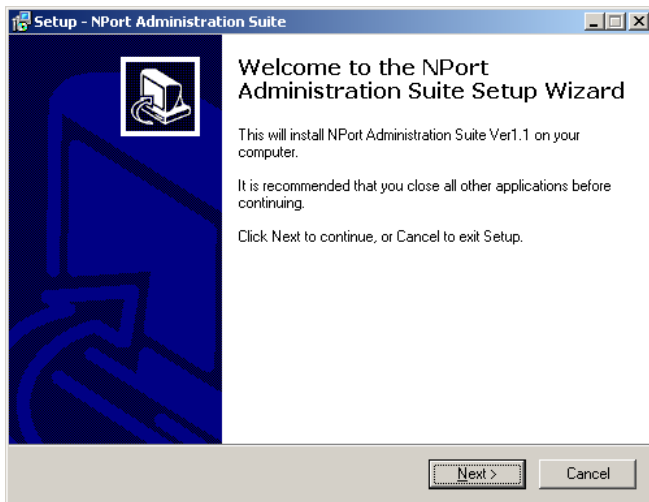 Setup - NPort Administration Suite
Welcome to the NPort
Administration Suite Setup Wizard
This will install NPort Administration Suite Ver1.1 on your
computer.
It is recommended that you close all other applications before
continuing.
Click Next to continue, or Cancel to exit Setup.
Next >
Cancel